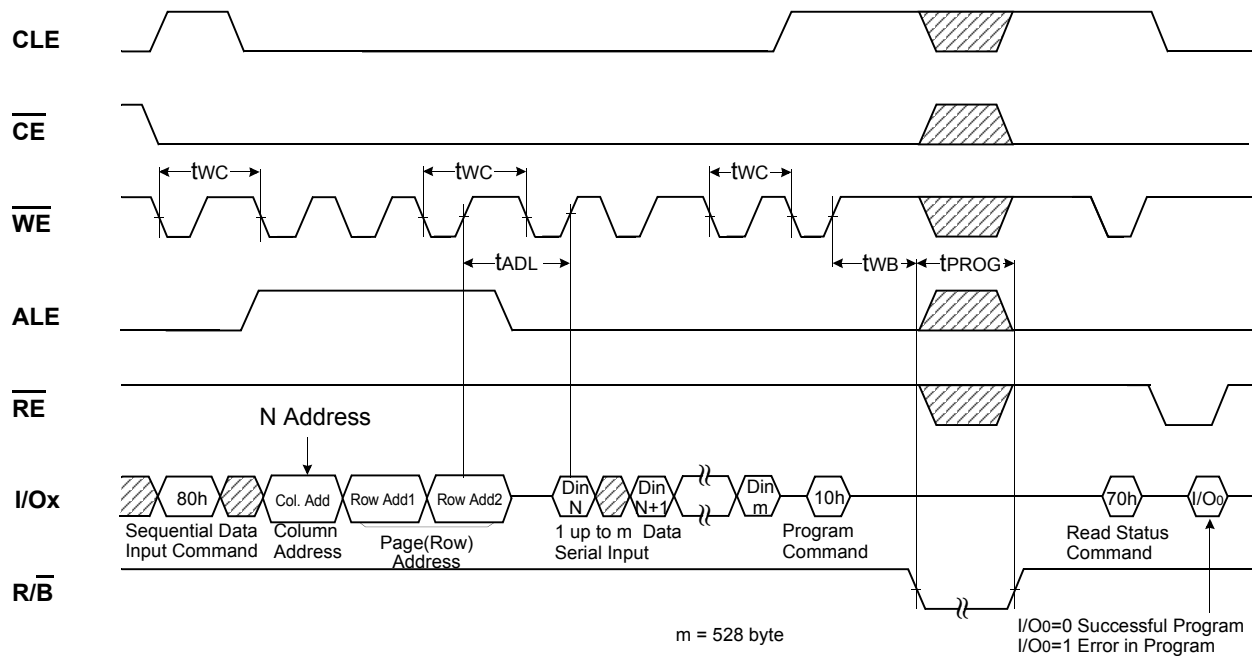 CLE
CE
tWC
tWC
tWC
WE
tADL
tWB
tPROG
ALE
RE
N Address
I/Ox
80h
Col. Add
Row Add1
Row Add2
Din
N
Din
N+1
Din
m
10h
70h
I/O0
Sequential Data
Input Command
Column
Address
Page(Row)
Address
1 up to m Data
Serial Input
Program
Command
Read Status
Command
R/B
m = 528 byte
I/O0=0 Successful Program
I/O0=1 Error in Program